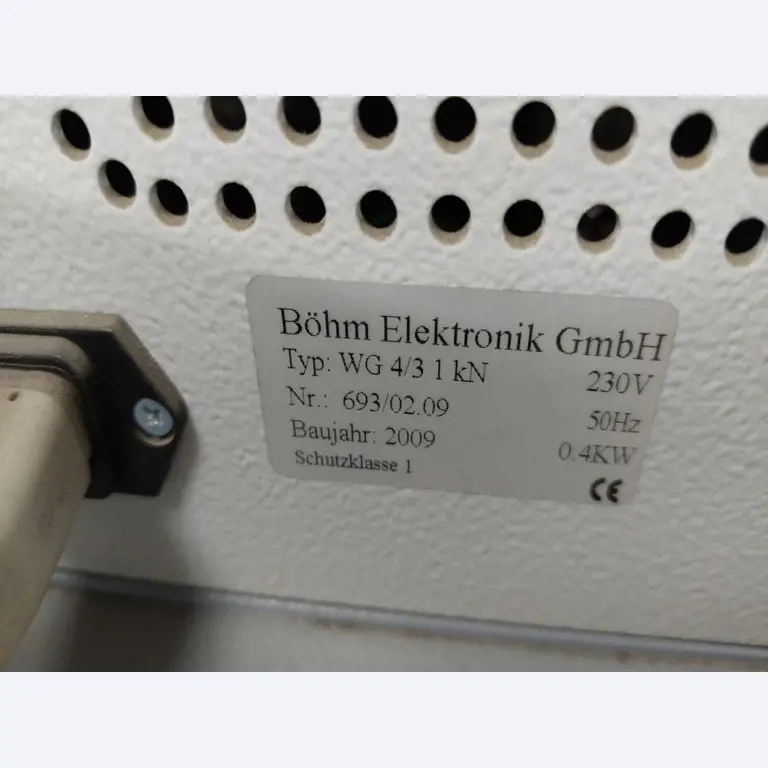 Böhm Elektronik GmbH
Typ: WG 4/3 1 kN 230V
Nr.: 693/02.09 50Hz
Baujahr: 2009 0.4KW
Schutzklasse 1 CE